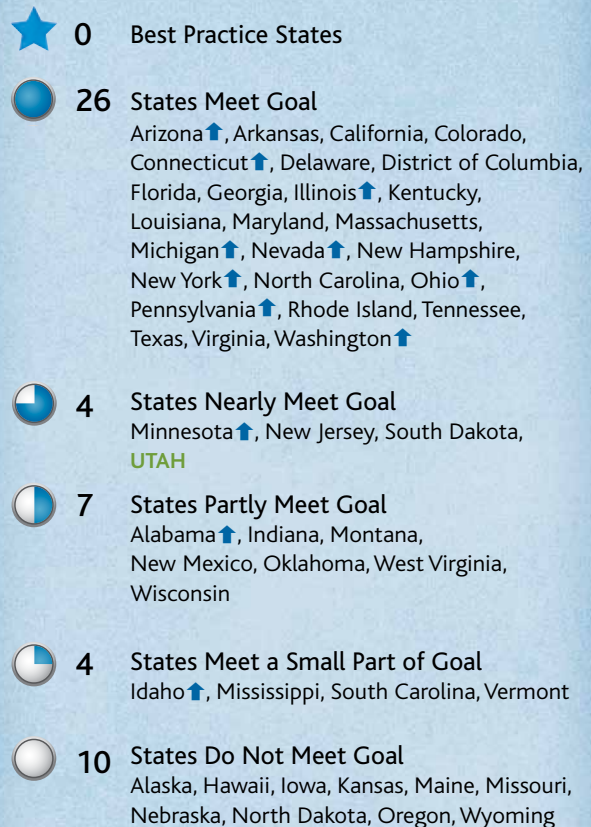 0 Best Practice States
26 States Meet Goal
Arizona⬆, Arkansas, California, Colorado,
Connecticut⬆, Delaware, District of Columbia,
Florida, Georgia, Illinois⬆, Kentucky,
Louisiana, Maryland, Massachusetts,
Michigan⬆, Nevada⬆, New Hampshire,
New York⬆, North Carolina, Ohio⬆,
Pennsylvania⬆, Rhode Island, Tennessee,
Texas, Virginia, Washington⬆
4 States Nearly Meet Goal
Minnesota⬆, New Jersey, South Dakota,
UTAH
7 States Partly Meet Goal
Alabama⬆, Indiana, Montana,
New Mexico, Oklahoma, West Virginia,
Wisconsin
4 States Meet a Small Part of Goal
Idaho⬆, Mississippi, South Carolina, Vermont
10 States Do Not Meet Goal
Alaska, Hawaii, Iowa, Kansas, Maine, Missouri,
Nebraska, North Dakota, Oregon, Wyoming